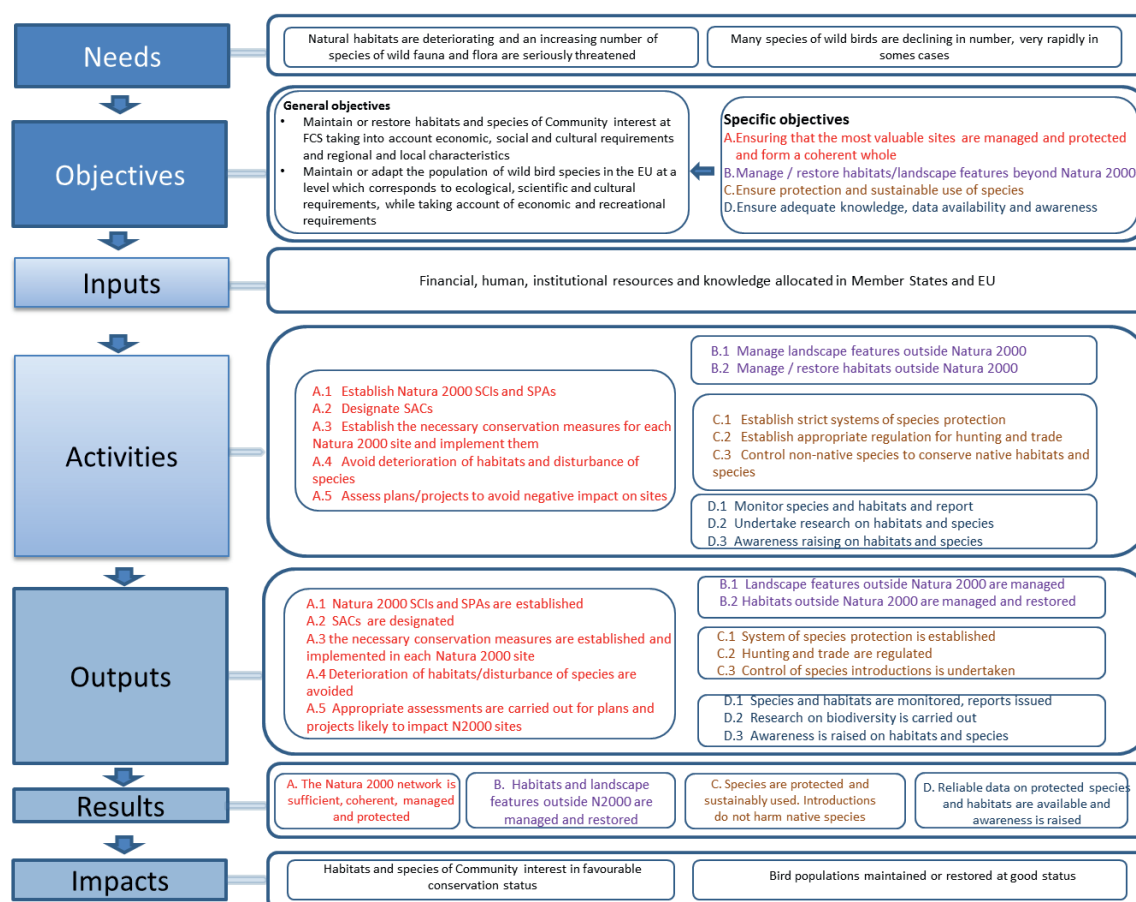 Needs
Natural habitats are deteriorating and an increasing number of
species of wild fauna and flora are seriously threatened
Many species of wild birds are declining in number, very rapidly in
somes cases
Objectives
General objectives
• Maintain or restore habitats and species of Community interest at
FCS taking into account economic, social and cultural requirements
and regional and local characteristics
• Maintain or adapt the population of wild bird species in the EU at a
level which corresponds to ecological, scientific and cultural
requirements, while taking account of economic and recreational
requirements
Specific objectives
A.Ensuring that the most valuable sites are managed and protected
and form a coherent whole
B.Manage / restore habitats/landscape features beyond Natura 2000
C.Ensure protection and sustainable use of species
D.Ensure adequate knowledge, data availability and awareness
Inputs
Financial, human, institutional resources and knowledge allocated in Member States and EU
Activities
A.1 Establish Natura 2000 SCIs and SPAs
A.2 Designate SACs
A.3 Establish the necessary conservation measures for each
Natura 2000 site and implement them
A.4 Avoid deterioration of habitats and disturbance of
species
A.5 Assess plans/projects to avoid negative impact on sites
B.1 Manage landscape features outside Natura 2000
B.2 Manage / restore habitats outside Natura 2000
C.1 Establish strict systems of species protection
C.2 Establish appropriate regulation for hunting and trade
C.3 Control non-native species to conserve native habitats and
species
D.1 Monitor species and habitats and report
D.2 Undertake research on habitats and species
D.3 Awareness raising on habitats and species
Outputs
A.1 Natura 2000 SCIs and SPAs are established
A.2 SACs are designated
A.3 the necessary conservation measures are established and
implemented in each Natura 2000 site
A.4 Deterioration of habitats/disturbance of species are
avoided
A.5 Appropriate assessments are carried out for plans and
projects likely to impact N2000 sites
B.1 Landscape features outside Natura 2000 are managed
B.2 Habitats outside Natura 2000 are managed and restored
C.1 System of species protection is established
C.2 Hunting and trade are regulated
C.3 Control of species introductions is undertaken
D.1 Species and habitats are monitored, reports issued
D.2 Research on biodiversity is carried out
D.3 Awareness is raised on habitats and species
Results
A. The Natura 2000 network is
sufficient, coherent, managed
and protected
B. Habitats and landscape
features outside N2000 are
managed and restored
C. Species are protected and
sustainably used. Introductions
do not harm native species
D. Reliable data on protected species
and habitats are available and
awareness is raised
Impacts
Habitats and species of Community interest in favourable
conservation status
Bird populations maintained or restored at good status